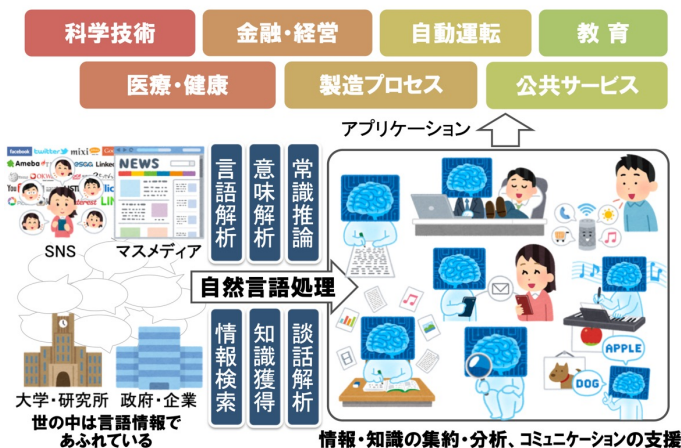 科学技術
金融・経営
自動運転
教育
医療・健康
製造プロセス
公共サービス
アプリケーション
facebook twitter mixi
Ameba
NEWS
SNS
マスメディア
言語解析
意味解析
常識推論
自然言語処理
情報検索
知識獲得
談話解析
APPLE
DOG
大学・研究所
政府・企業
世の中は言語情報で
あふれている
情報・知識の集約・分析、コミュニケーションの支援